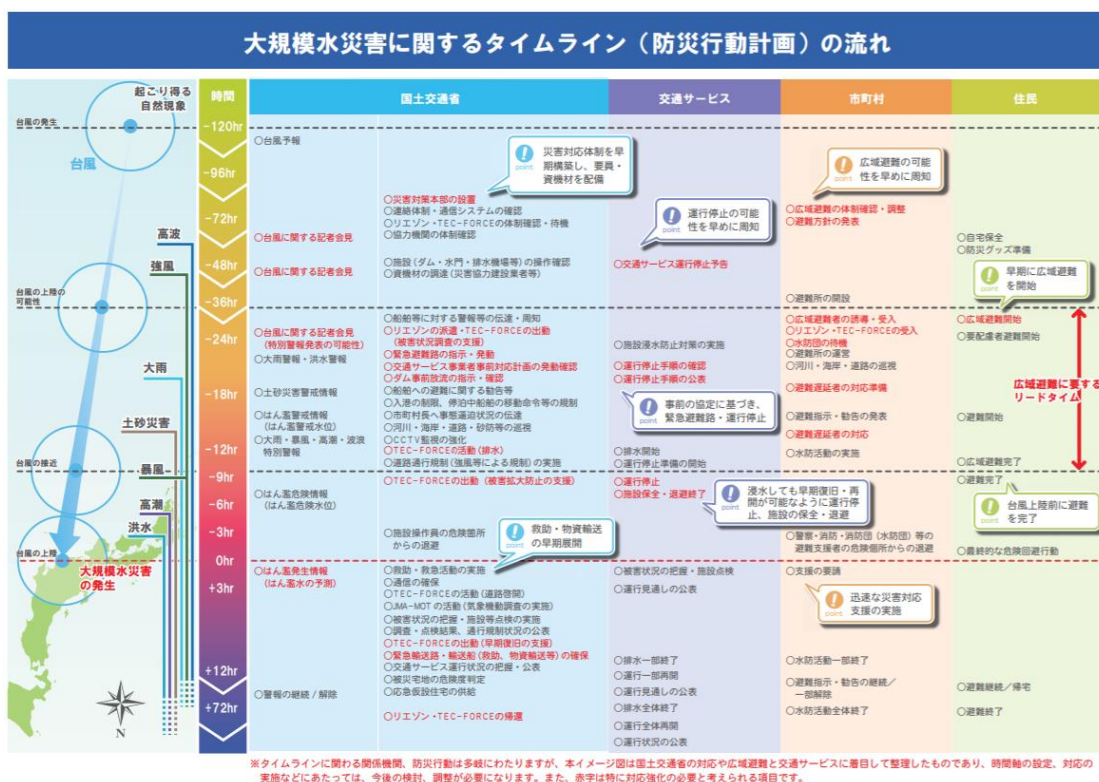 大規模水災害に関するタイムライン（防災行動計画）の流れ
起こり得る
自然現象
台風の発生
台風
高波
強風
台風の上陸の
可能性
大雨
土砂災害
台風の接近
暴風
高潮
洪水
台風の上陸
大規模水災害
の発生
N
時間
-120hr
-96hr
-72hr
-48hr
-36hr
-24hr
-18hr
-12hr
-9hr
-6hr
-3hr
0hr
+3hr
+12hr
+72hr
国土交通省
○台風予報
○台風に関する記者会見
○台風に関する記者会見
○台風に関する記者会見
（特別警報発表の可能性）
○大雨警報・洪水警報
○土砂災害警戒情報
○はん濫警戒情報
（はん濫警戒水位）
○大雨・暴風・高潮・波浪
特別警報
○はん濫危険情報
（はん濫危険水位）
○はん濫発生情報
（はん濫水の予測）
○警報の継続／解除
point
災害対応体制を早
期構築し、要員・
資機材を配備
○災害対策本部の設置
○連絡体制・通信システムの確認
○リエゾン・TEC-FORCEの体制確認・待機
○協力機関の体制確認
○施設（ダム・水門・排水機場等）の操作確認
○資機材の調達（災害協力建設業者等）
○船舶等に対する警報等の伝達・周知
○リエゾンの派遣・TEC-FORCEの出動
（被害状況調査の支援）
○緊急避難路の指示・発動
○交通サービス事業者事前対応計画の発動確認
○ダム事前放流の指示・確認
○船舶への避難に関する勧告等
○入港の制限、停泊中船舶の移動命令等の規制
○市町村長へ事態逼迫状況の伝達
○河川・海岸・道路・砂防等の巡視
○CCTV監視の強化
○TEC-FORCEの活動（排水）
○道路通行規制（強風等による規制）の実施
○TEC-FORCEの出動（被害拡大防止の支援）
○施設操作員の危険箇所
からの退避
point
救助・物資輸送
の早期展開
○救助・救急活動の実施
○通信の確保
○TEC-FORCEの活動（道路啓開）
○JMA-MOTの活動（気象機動調査の実施）
○被害状況の把握・施設等点検の実施
○調査・点検結果、通行規制状況の公表
○TEC-FORCEの出動（早期復旧の支援）
○緊急輸送路・輸送船（救助、物資輸送等）の確保
○交通サービス運行状況の把握・公表
○被災宅地の危険度判定
○応急仮設住宅の供給
○リエゾン・TEC-FORCEの帰還
交通サービス
point
運行停止の可能
性を早めに周知
○交通サービス運行停止予告
○施設浸水防止対策の実施
○運行停止手順の確認
○運行停止手順の公表
point
事前の協定に基づき、
緊急避難路・運行停止
○排水開始
○運行停止準備の開始
○運行停止
○施設保全・退避終了
point
浸水しても早期復旧・再
開が可能なように運行停
止、施設の保全・退避
○被害状況の把握・施設点検
○運行見通しの公表
○排水一部終了
○運行一部再開
○運行見通しの公表
○排水全体終了
○運行全体再開
○運行状況の公表
市町村
point
広域避難の可能
性を早めに周知
○広域避難の体制確認・調整
○避難方針の発表
○避難所の開設
○広域避難者の誘導・受入
○リエゾン・TEC-FORCEの受入
○水防団の待機
○避難所の運営
○河川・海岸・道路の巡視
○避難遅延者の対応準備
○避難指示・勧告の発表
○避難遅延者の対応
○水防活動の実施
○警察・消防・消防団（水防団）等の
避難支援者の危険個所からの退避
○支援の要請
point
迅速な災害対応
支援の実施
○水防活動一部終了
○避難指示・勧告の継続／
一部解除
○水防活動全体終了
住民
○自宅保全
○防災グッズ準備
point
早期に広域避難
を開始
○広域避難開始
○要配慮者避難開始
広域避難に要する
リードタイム
○避難開始
○広域避難完了
○避難完了
point
台風上陸前に避難
を完了
○最終的な危険回避行動
○避難継続／帰宅
○避難終了
※タイムラインに関わる関係機関、防災行動は多岐にわたりますが、本イメージ図は国土交通省の対応や広域避難と交通サービスに着目して整理したものであり、時間軸の設定、対応の
実施などにあたっては、今後の検討、調整が必要になります。また、赤字は特に対応強化の必要と考えられる項目です。